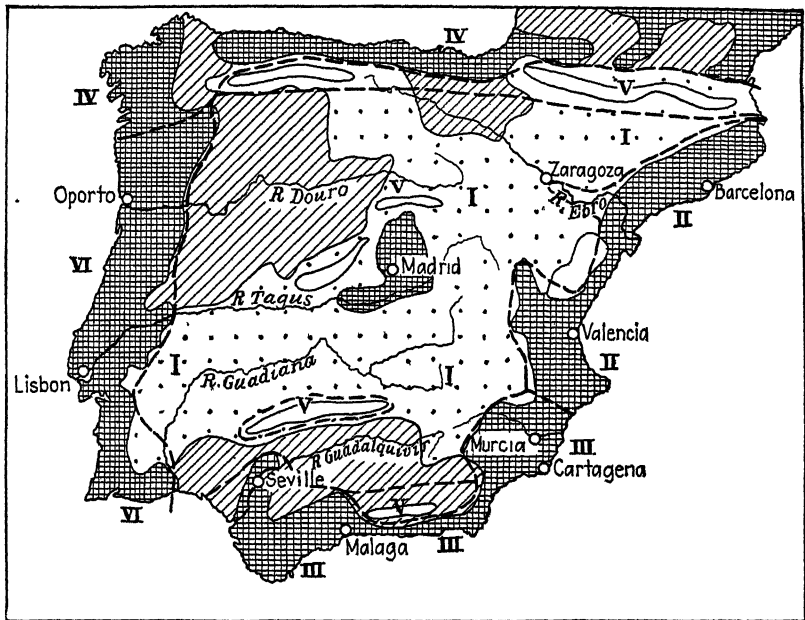 IV
IV
V
I
Zaragoza
Oporto
R Douro
V
I
R. Ebro
Barcelona
II
VI
Madrid
R Tagus
Valencia
I
I
II
Lisbon
R. Guadiana
V
R Guadalquivir
Murcia
III
Cartagena
Seville
VI
V
Malaga
III
III